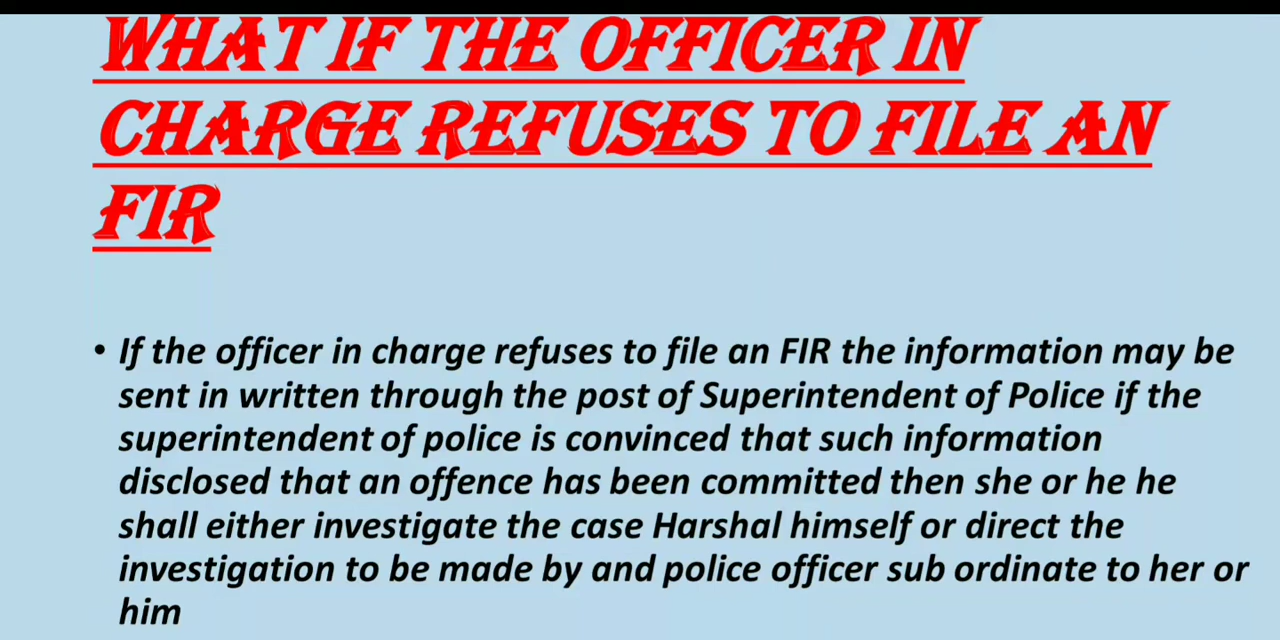 WHAT IF THE OFFICER IN
CHARGE REFUSES TO FILE AN
FIR
• If the officer in charge refuses to file an FIR the information may be
sent in written through the post of Superintendent of Police if the
superintendent of police is convinced that such information
disclosed that an offence has been committed then she or he he
shall either investigate the case Harshal himself or direct the
investigation to be made by and police officer sub ordinate to her or
him